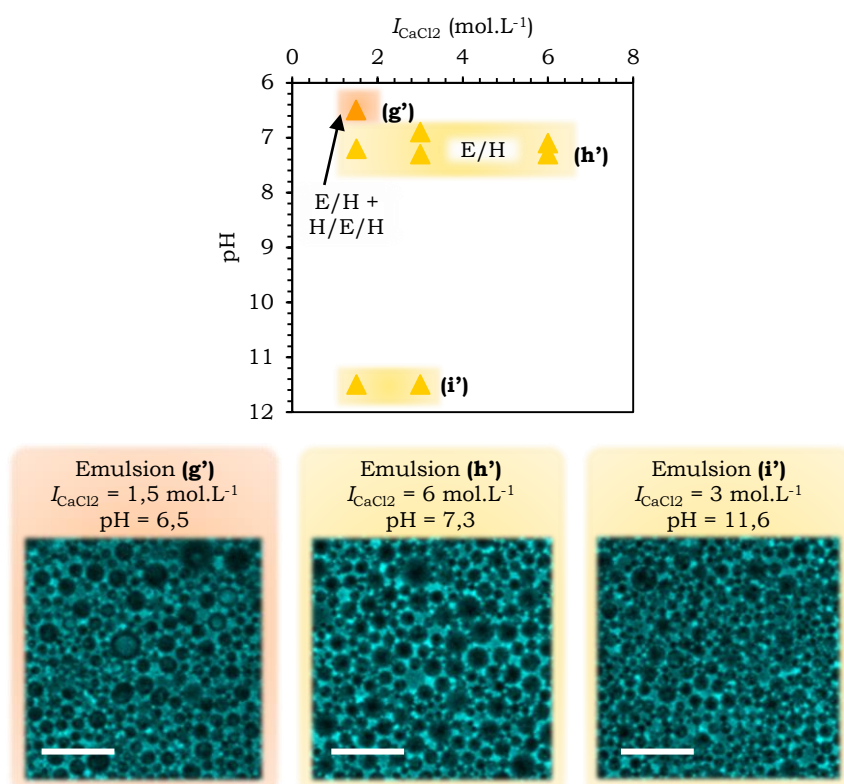 I_CaCl2 (mol.L-1)
0 2 4 6 8
6
7
8
9
10
11
12
pH
(g’)
E/H
(h’)
E/H +
H/E/H
(i’)
Emulsion (g’)
I_CaCl2 = 1,5 mol.L-1
pH = 6,5
Emulsion (h’)
I_CaCl2 = 6 mol.L-1
pH = 7,3
Emulsion (i’)
I_CaCl2 = 3 mol.L-1
pH = 11,6